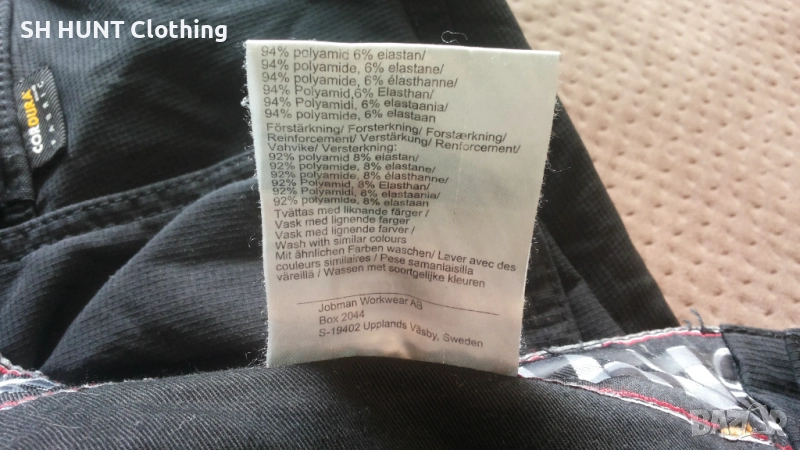 SH HUNT Clothing
CORDURA
FABRIC
94% polyamid 6% elastan/
94% polyamide, 6% elastane/
94% polyamide, 6% élasthanne/
94% Polyamid,6% Elasthan/
94% Polyamidi, 6% elastaania/
94% polyamide, 6% elastaan
Förstärkning/ Forsterkning/ Forstærkning/
Reinforcement/ Verstärkung/ Renforcement/
Vahvike/ Versterking:
92% polyamid 8% elastan/
92% polyamide, 8% elastane/
92% polyamide, 8% élasthanne/
92% Polyamid, 8% Elasthan/
92% Polyamidi, 8% elastaania/
92% polyamide, 8% elastaan
Tvättas med liknande färger /
Vask med lignende farger
Vask med lignende farver /
Wash with similar colours
Mit ähnlichen Farben waschen/ Laver avec des
couleurs similaires / Pese samanlaisilla
väreillä / Wassen met soortgelijke kleuren
Jobman Workwear AB
Box 2044
S-19402 Upplands Väsby, Sweden
BAZAR